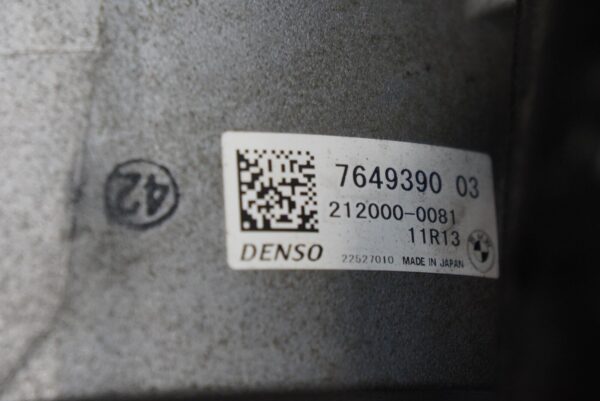 42
7649390 03
212000-0081
11R13
DENSO 22527010 MADE IN JAPAN